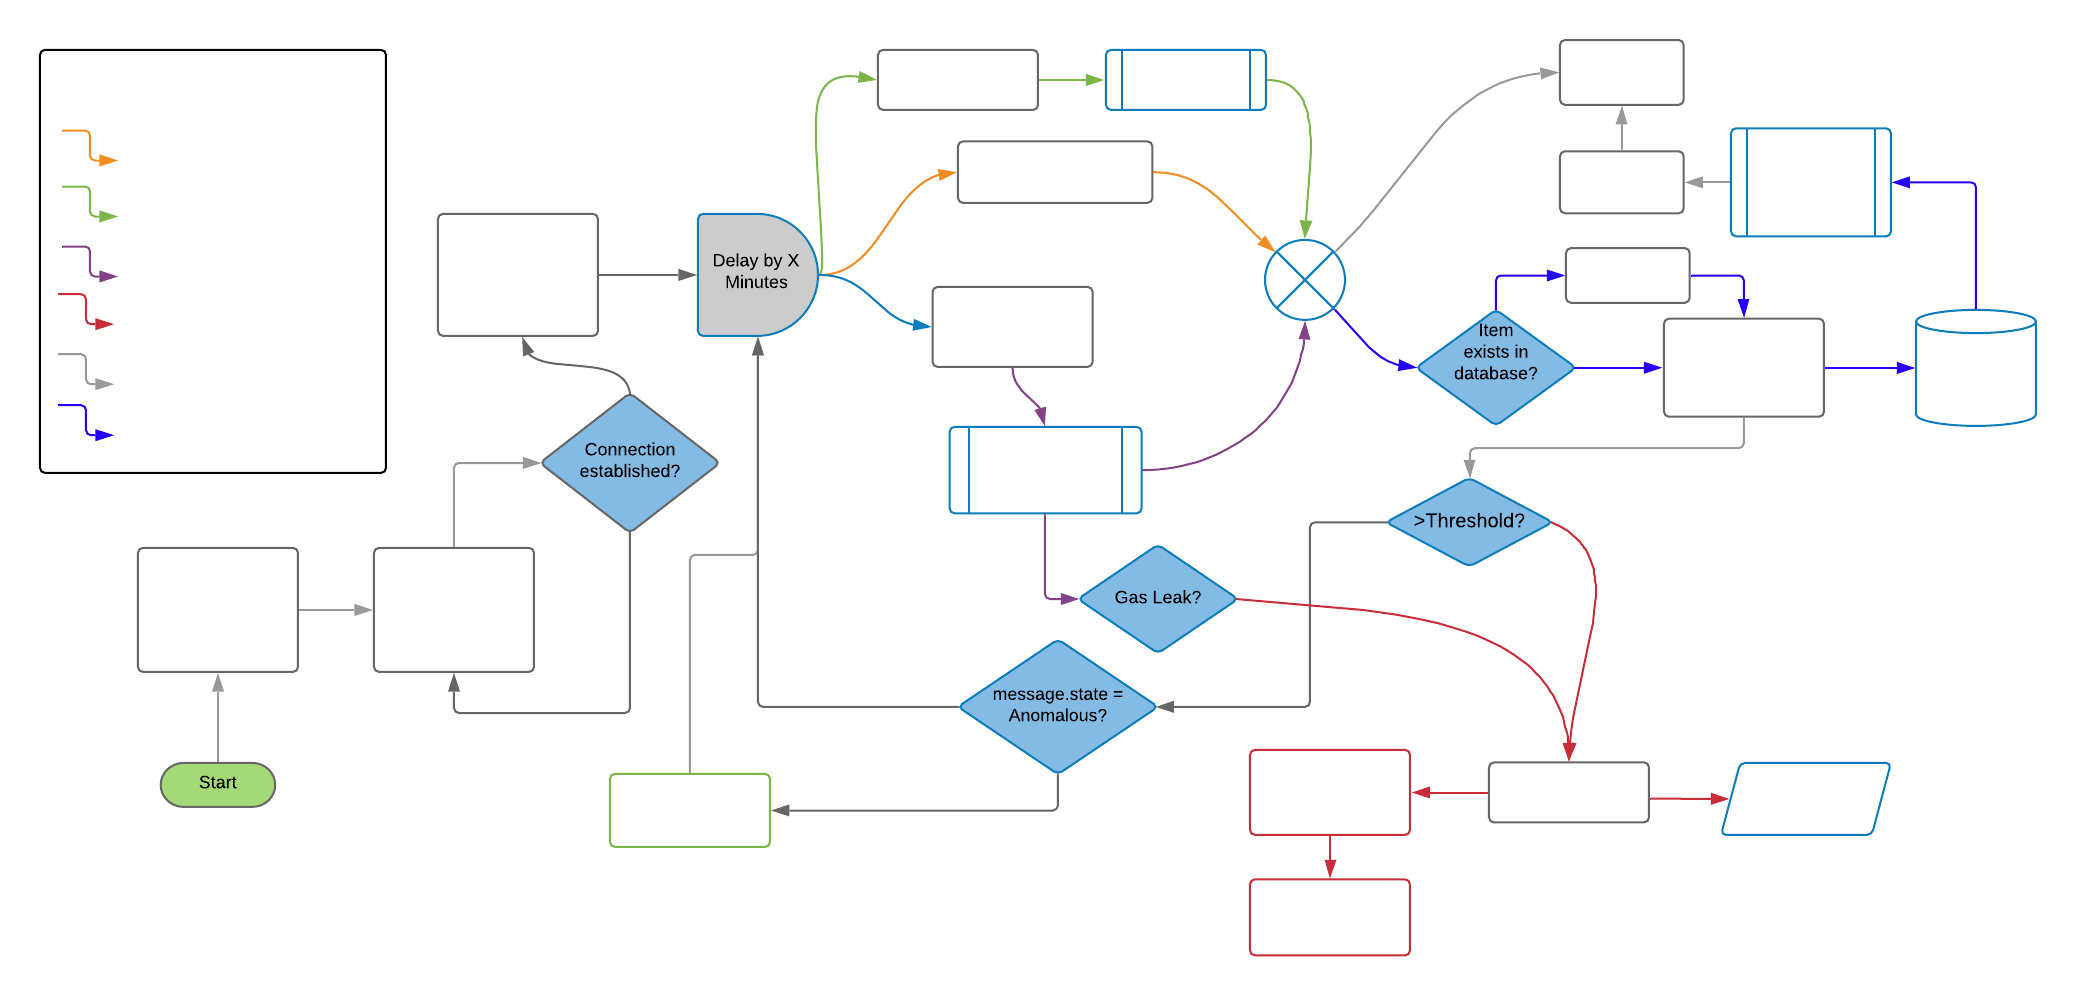 Delay by X
Minutes
Item
exists in
database?
Connection
established?
>Threshold?
Gas Leak?
message.state =
Anomalous?
Start